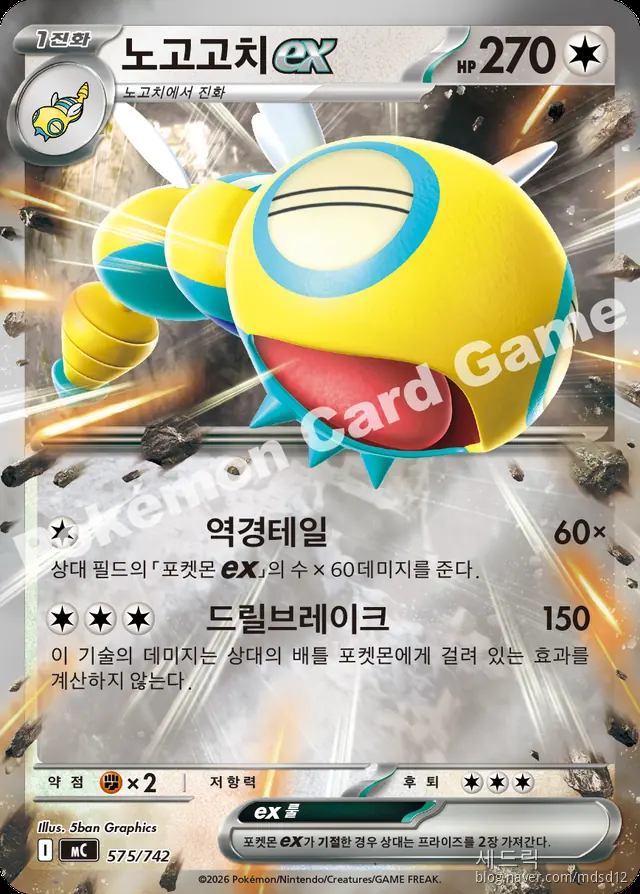 1진화
노고치ex HP 270
노고치에서 진화
Pokémon Card Game
역경테일 60×
상대 필드의 「포켓몬 ex」의 수 × 60데미지를 준다.
드릴브레이크 150
이 기술의 데미지는 상대의 배틀 포켓몬에게 걸려 있는 효과를
계산하지 않는다.
약점 ×2 저항력 후퇴
ex 룰
포켓몬 ex가 기절한 경우 상대는 프라이즈를 2장 가져간다.
Illus. 5ban Graphics
I MC 575/742
©2026 Pokémon/Nintendo/Creatures/GAME FREAK.
세드릭
blog.naver.com/mdsd12